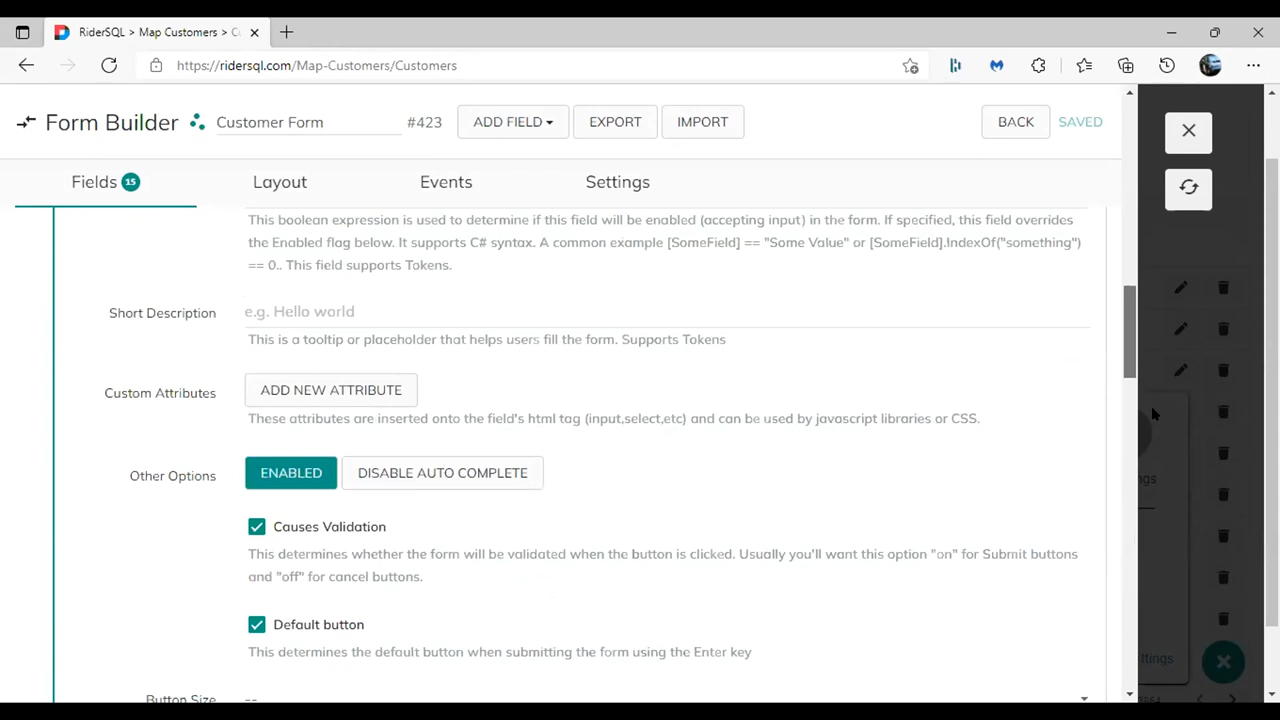 RiderSQL > Map Customers > Cu
https://ridersql.com/Map-Customers/Customers
Form Builder Customer Form #423 ADD FIELD EXPORT IMPORT BACK SAVED
Fields 15 Layout Events Settings
This boolean expression is used to determine if this field will be enabled (accepting input) in the form. If specified, this field overrides
the Enabled flag below. It supports C# syntax. A common example [SomeField] == "Some Value" or [SomeField].IndexOf("something")
== 0.. This field supports Tokens.
Short Description e.g. Hello world
This is a tooltip or placeholder that helps users fill the form. Supports Tokens
Custom Attributes ADD NEW ATTRIBUTE
These attributes are inserted onto the field's html tag (input,select,etc) and can be used by javascript libraries or CSS.
Other Options ENABLED DISABLE AUTO COMPLETE
ngs
Causes Validation
This determines whether the form will be validated when the button is clicked. Usually you'll want this option "on" for Submit buttons
and "off" for cancel buttons.
Default button
This determines the default button when submitting the form using the Enter key
ttings
Button Size --